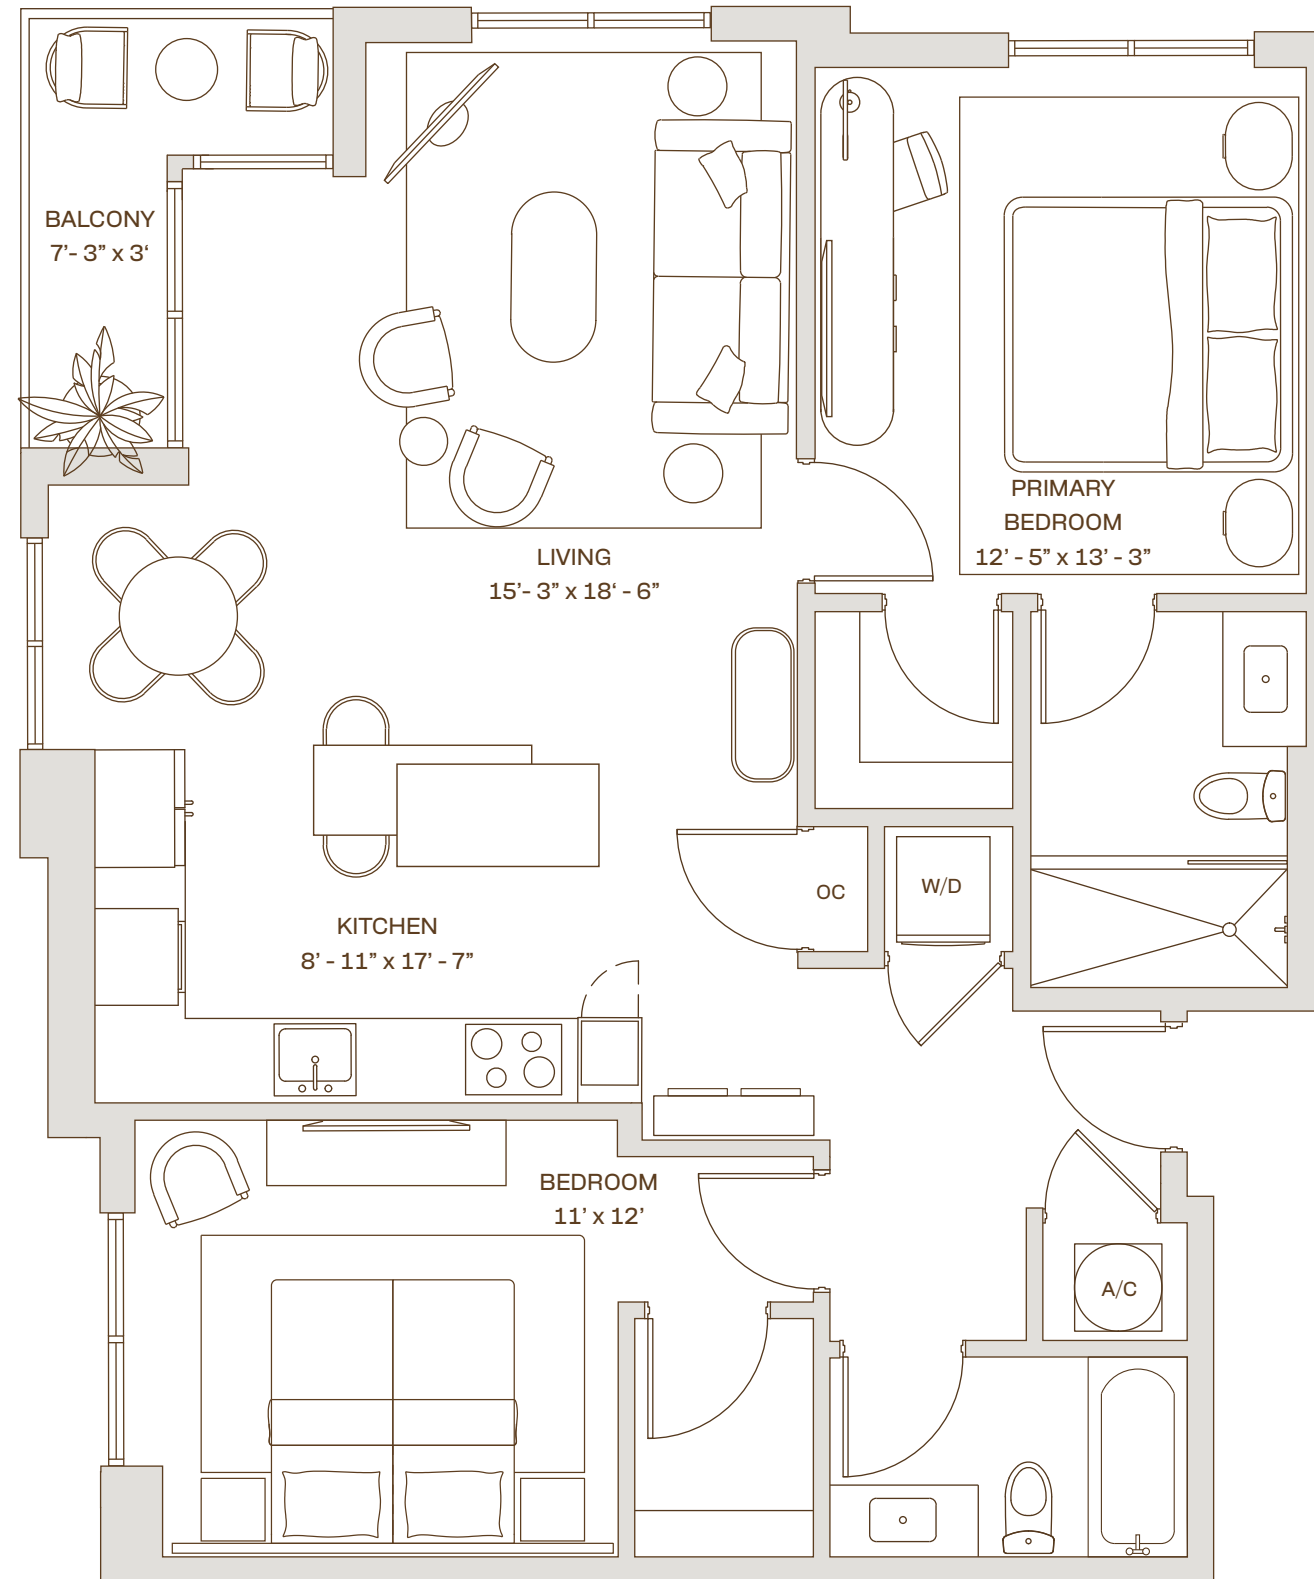 BALCONY
7’- 3” x 3‘
PRIMARY
BEDROOM
12’ - 5” x 13’ - 3”
LIVING
15’- 3” x 18‘ - 6”
OC
W/D
KITCHEN
8’ - 11” x 17’ - 7”
BEDROOM
11’ x 12’
A/C